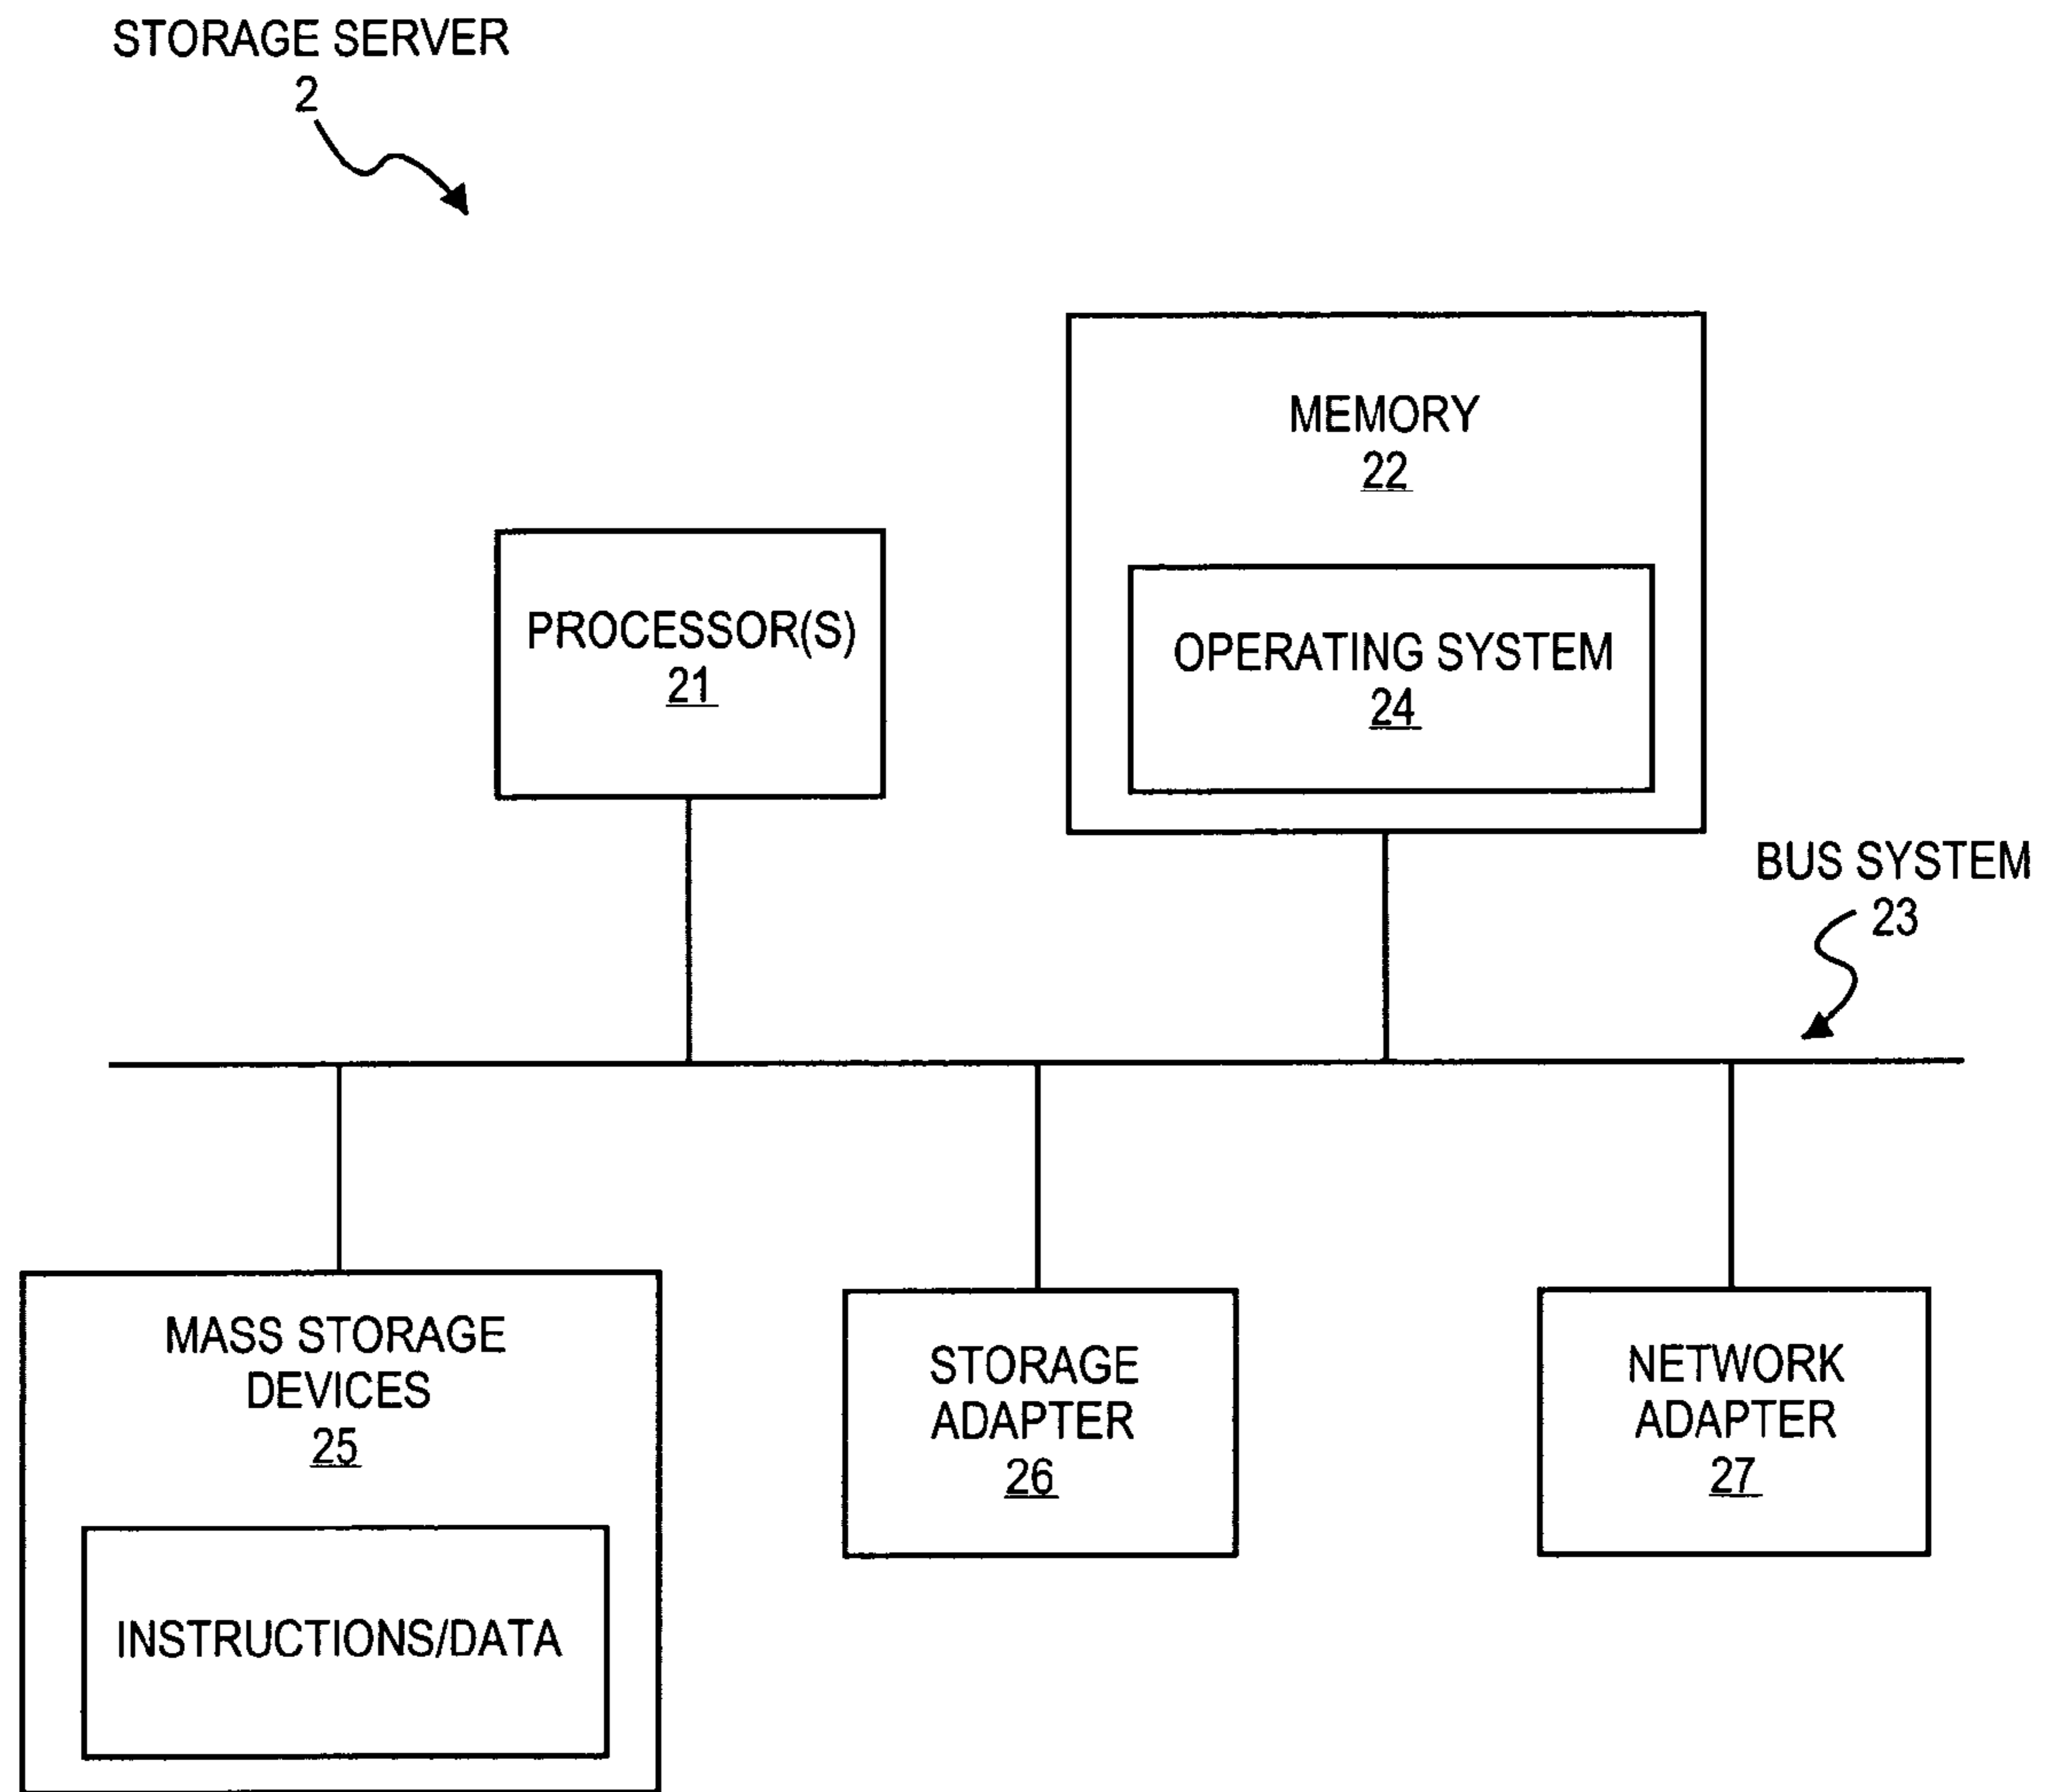 STORAGE SERVER
2
MEMORY
22
PROCESSOR(S)
21
OPERATING SYSTEM
24
BUS SYSTEM
23
MASS STORAGE
DEVICES
25
INSTRUCTIONS/DATA
STORAGE
ADAPTER
26
NETWORK
ADAPTER
27